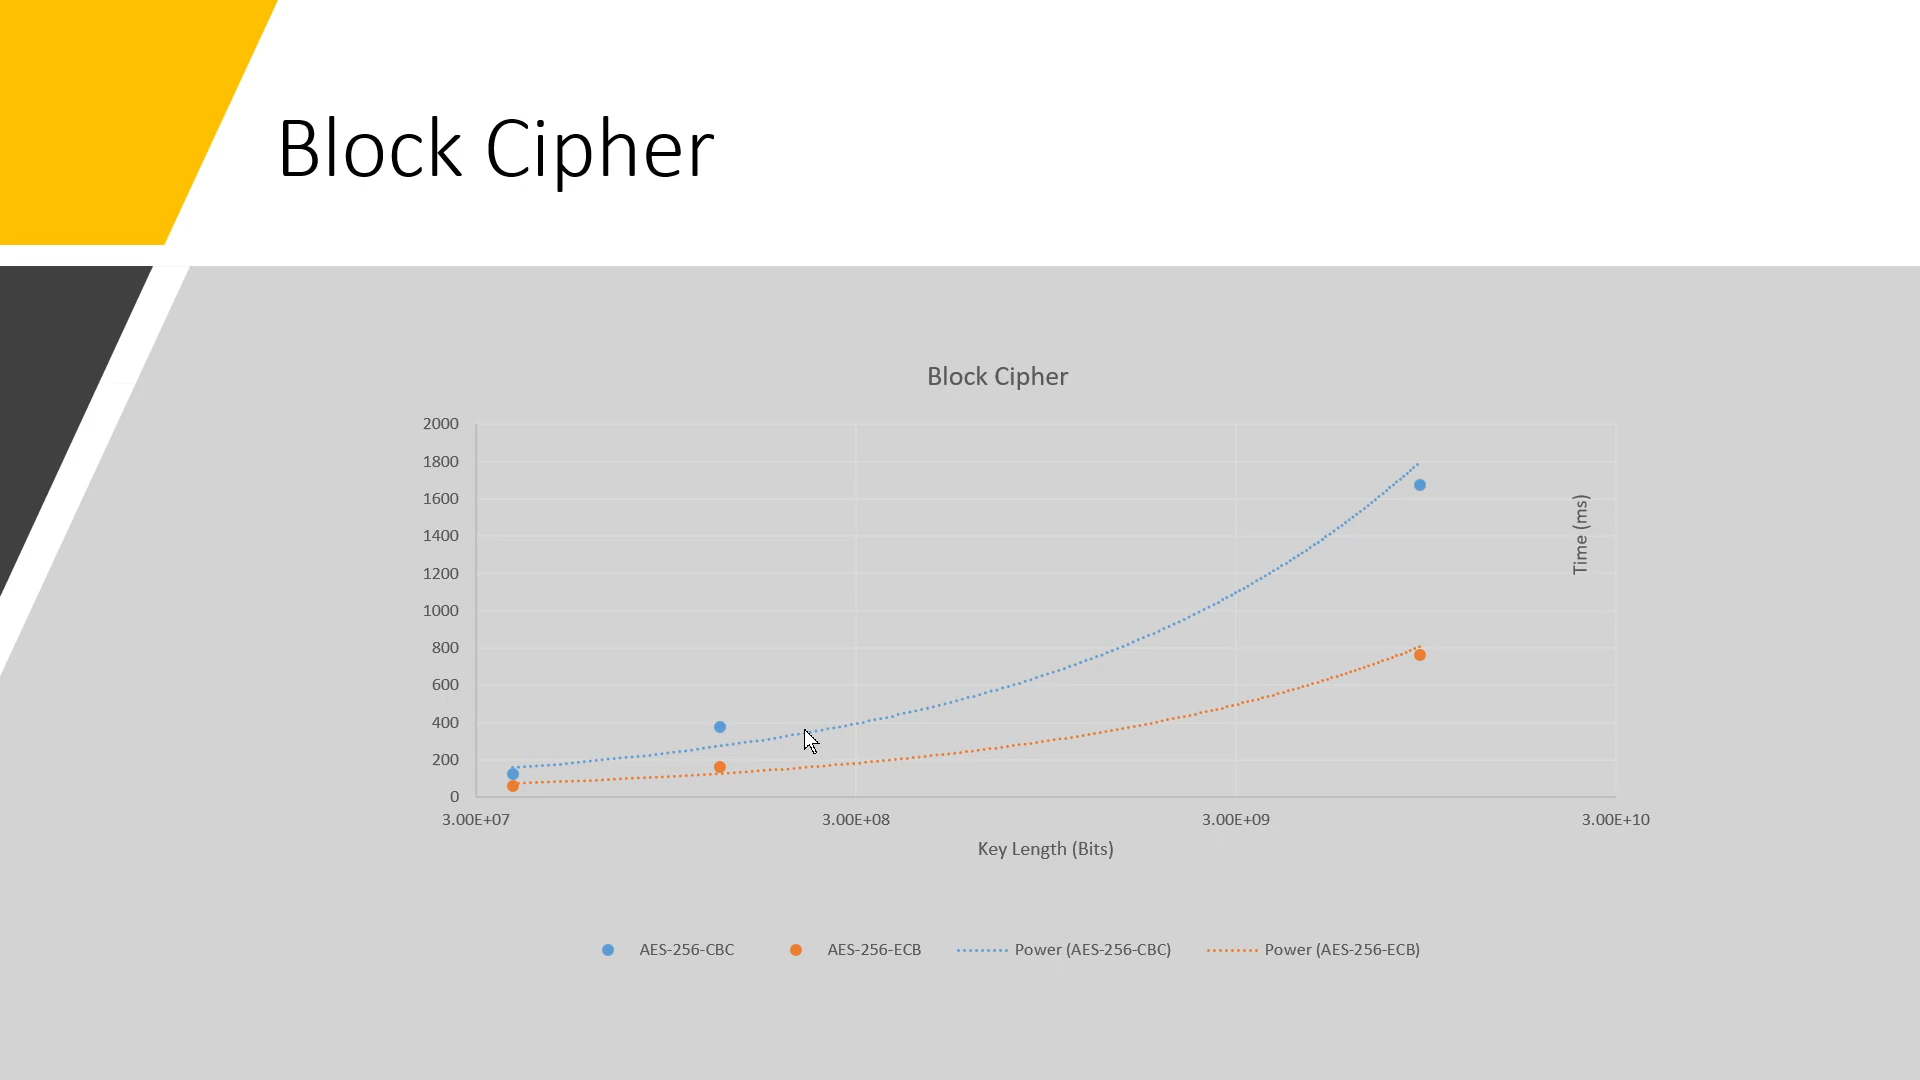 Block Cipher
Block Cipher
2000
1800
1600
1400
1200
1000
800
600
400
200
0
Time (ms)
3.00E+07 3.00E+08 3.00E+09 3.00E+10
Key Length (Bits)
AES-256-CBC AES-256-ECB Power (AES-256-CBC) Power (AES-256-ECB)